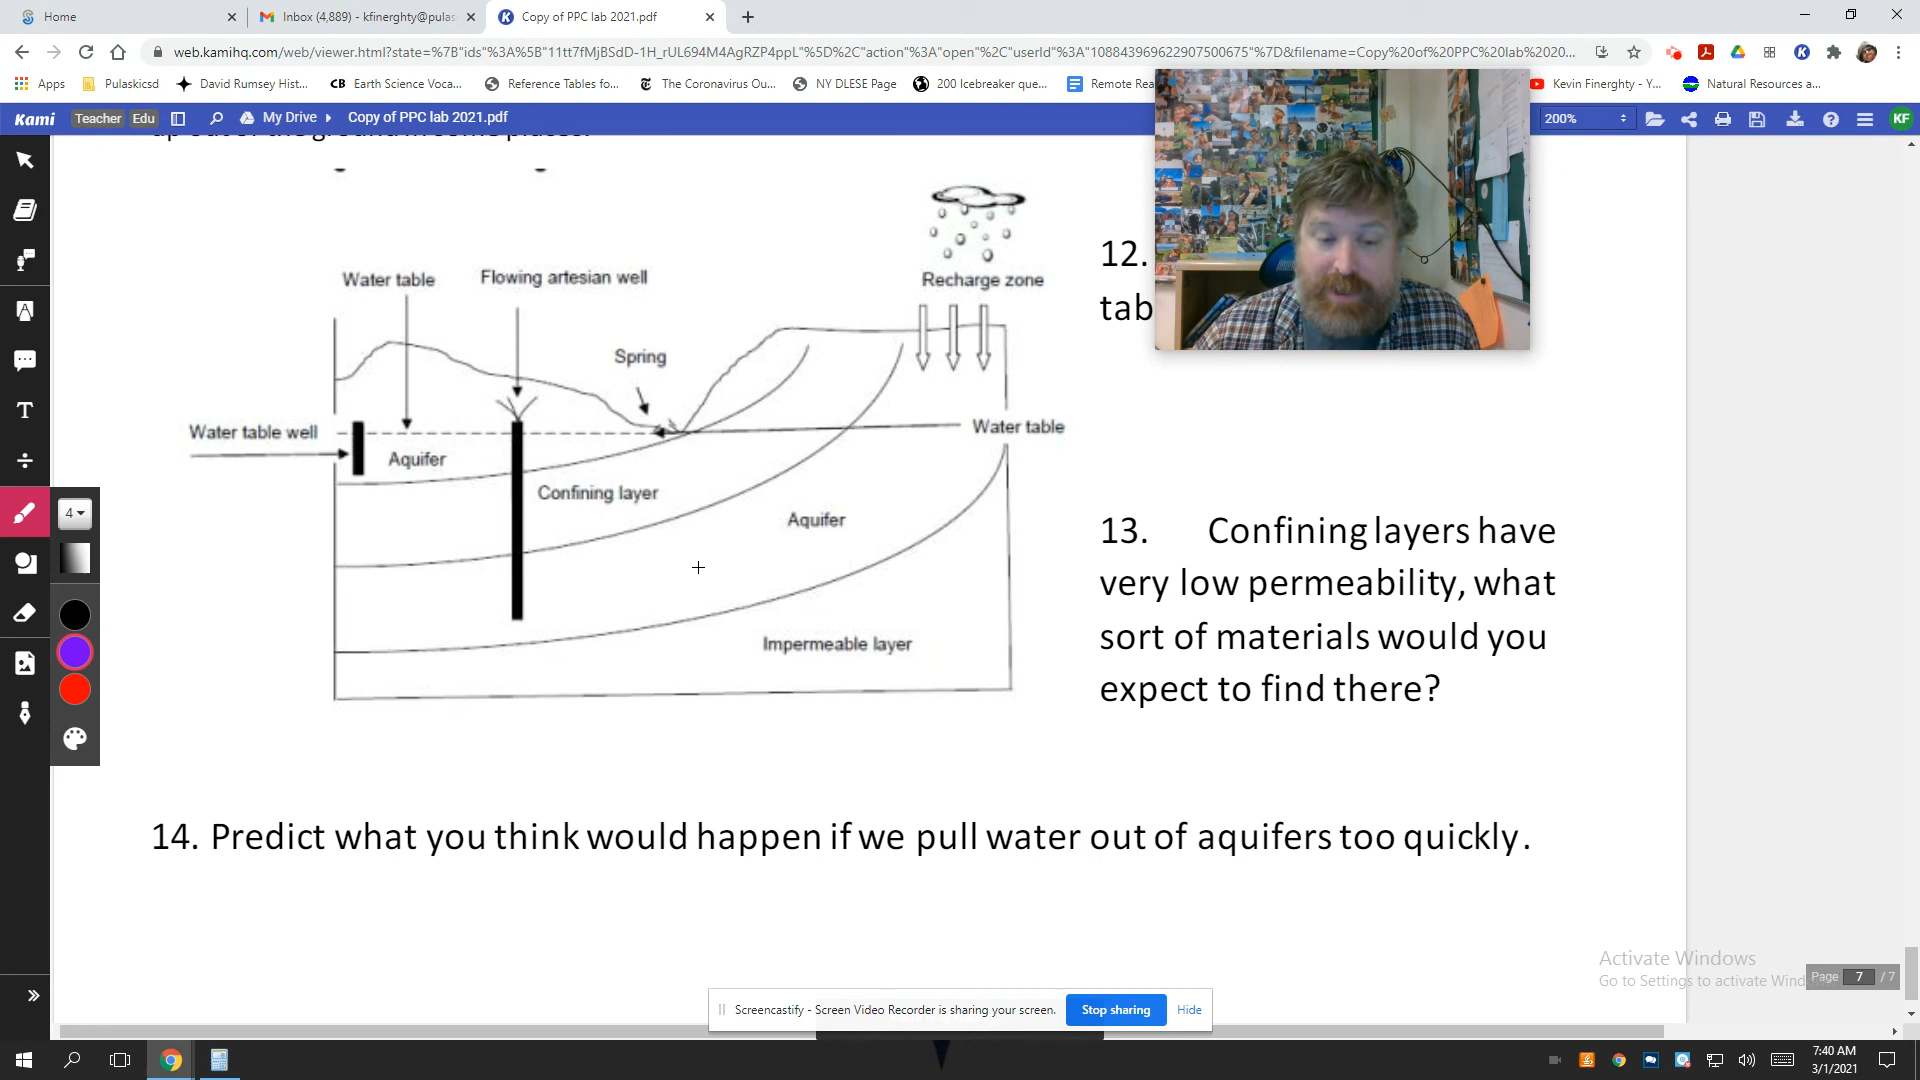 Home
Inbox (4,889) - kfinerghty@pulas
Copy of PPC lab 2021.pdf
web.kamihq.com/web/viewer.html?state=%7B"ids"%3A%5B"11tt7fMjBSdD-1H_rUL694M4AgRZP4ppL"%5D%2C"action"%3A"open"%2C"userId"%3A"108843969622907500675"%7D&filename=Copy%20of%20PPC%20lab%2020...
Apps
Pulaskicsd
David Rumsey Hist...
CB Earth Science Voca...
Reference Tables fo...
The Coronavirus Ou...
NY DLESE Page
200 Icebreaker que...
Remote Rea
Kevin Finerghty - Y...
Natural Resources a...
Kami
Teacher
Edu
My Drive
Copy of PPC lab 2021.pdf
200%
KF
12.
tab
Recharge zone
Water table
Flowing artesian well
Spring
Water table well
Water table
Aquifer
Confining layer
Aquifer
Impermeable layer
13. Confining layers have
very low permeability, what
sort of materials would you
expect to find there?
4
14. Predict what you think would happen if we pull water out of aquifers too quickly.
Activate Windows
Go to Settings to activate Wind
Page 7 / 7
Screencastify - Screen Video Recorder is sharing your screen.
Stop sharing
Hide
7:40 AM
3/1/2021